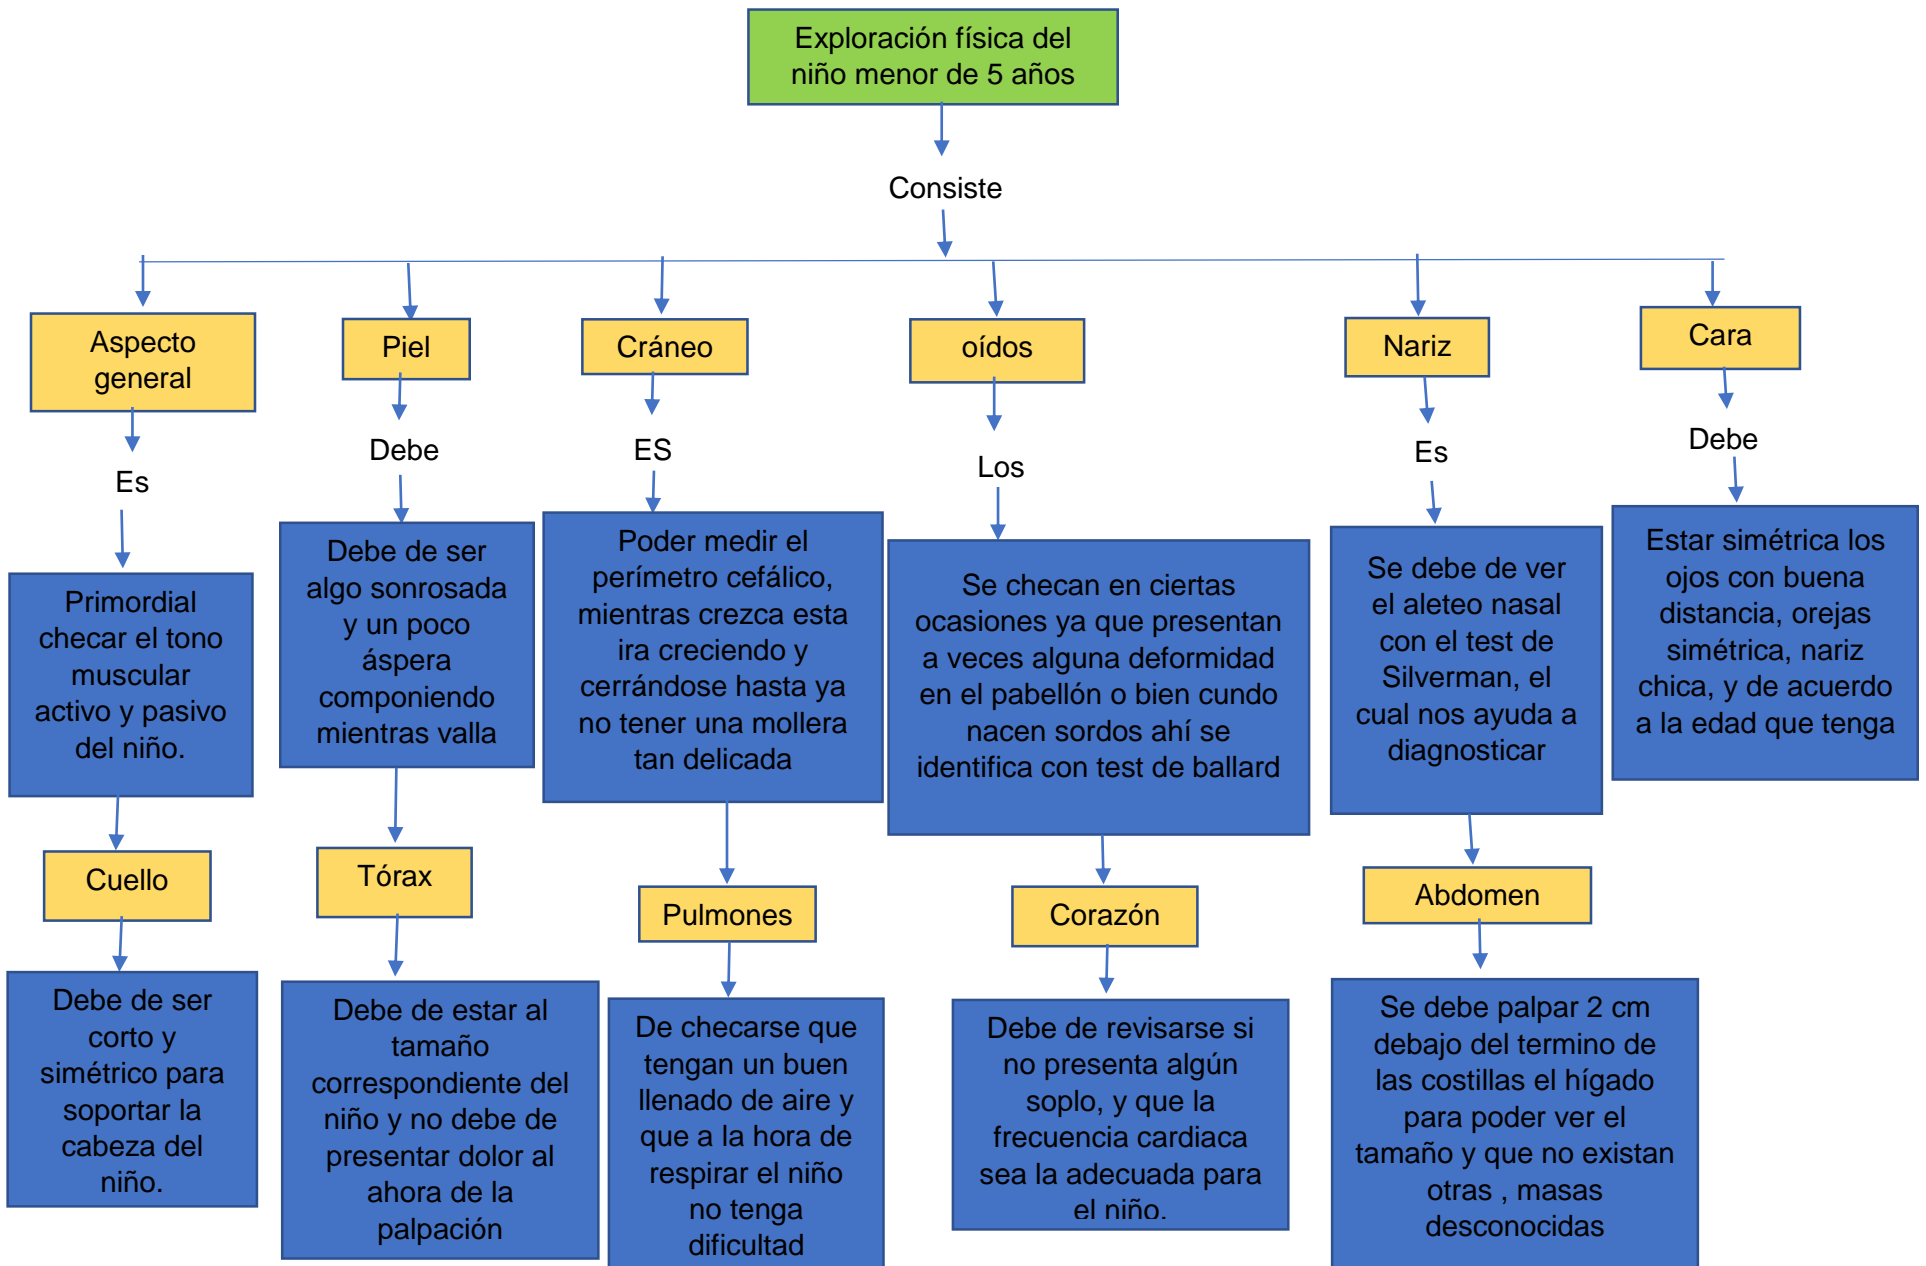 Exploración física del
niño menor de 5 años
Consiste
Aspecto
general
Piel
Cráneo
oídos
Nariz
Cara
Es
Debe
ES
Los
Es
Debe
Primordial
checar el tono
muscular
activo y pasivo
del niño.
Debe de ser
algo sonrosada
y un poco
áspera
componiendo
mientras valla
Poder medir el
perímetro cefálico,
mientras crezca esta
ira creciendo y
cerrándose hasta ya
no tener una mollera
tan delicada
Se checan en ciertas
ocasiones ya que presentan
a veces alguna deformidad
en el pabellón o bien cundo
nacen sordos ahí se
identifica con test de ballard
Se debe de ver
el aleteo nasal
con el test de
Silverman, el
cual nos ayuda a
diagnosticar
Estar simétrica los
ojos con buena
distancia, orejas
simétrica, nariz
chica, y de acuerdo
a la edad que tenga
Cuello
Tórax
Pulmones
Corazón
Abdomen
Debe de ser
corto y
simétrico para
soportar la
cabeza del
niño.
Debe de estar al
tamaño
correspondiente del
niño y no debe de
presentar dolor al
ahora de la
palpación
De checarse que
tengan un buen
llenado de aire y
que a la hora de
respirar el niño
no tenga
dificultad
Debe de revisarse si
no presenta algún
soplo, y que la
frecuencia cardiaca
sea la adecuada para
el niño.
Se debe palpar 2 cm
debajo del termino de
las costillas el hígado
para poder ver el
tamaño y que no existan
otras , masas
desconocidas